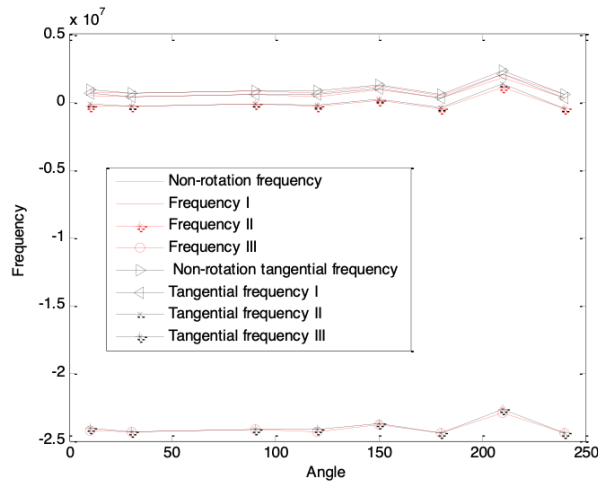 x 10^7
0.5
0
-0.5
-1
-1.5
-2
-2.5
Frequency
Non-rotation frequency
Frequency I
Frequency II
Frequency III
Non-rotation tangential frequency
Tangential frequency I
Tangential frequency II
Tangential frequency III
0 50 100 150 200 250
Angle